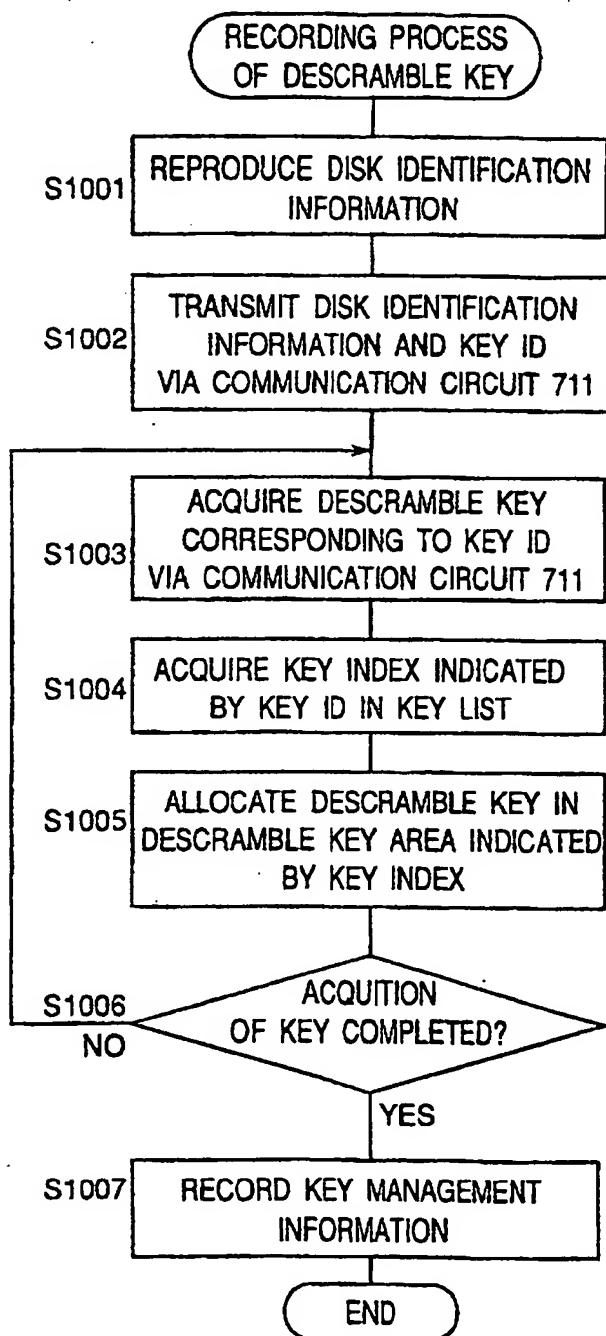 RECORDING PROCESS
OF DESCRAMBLE KEY
S1001
REPRODUCE DISK IDENTIFICATION
INFORMATION
S1002
TRANSMIT DISK IDENTIFICATION
INFORMATION AND KEY ID
VIA COMMUNICATION CIRCUIT 711
S1003
ACQUIRE DESCRAMBLE KEY
CORRESPONDING TO KEY ID
VIA COMMUNICATION CIRCUIT 711
S1004
ACQUIRE KEY INDEX INDICATED
BY KEY ID IN KEY LIST
S1005
ALLOCATE DESCRAMBLE KEY IN
DESCRAMBLE KEY AREA INDICATED
BY KEY INDEX
S1006
ACQUITION
OF KEY COMPLETED?
NO
YES
S1007
RECORD KEY MANAGEMENT
INFORMATION
END